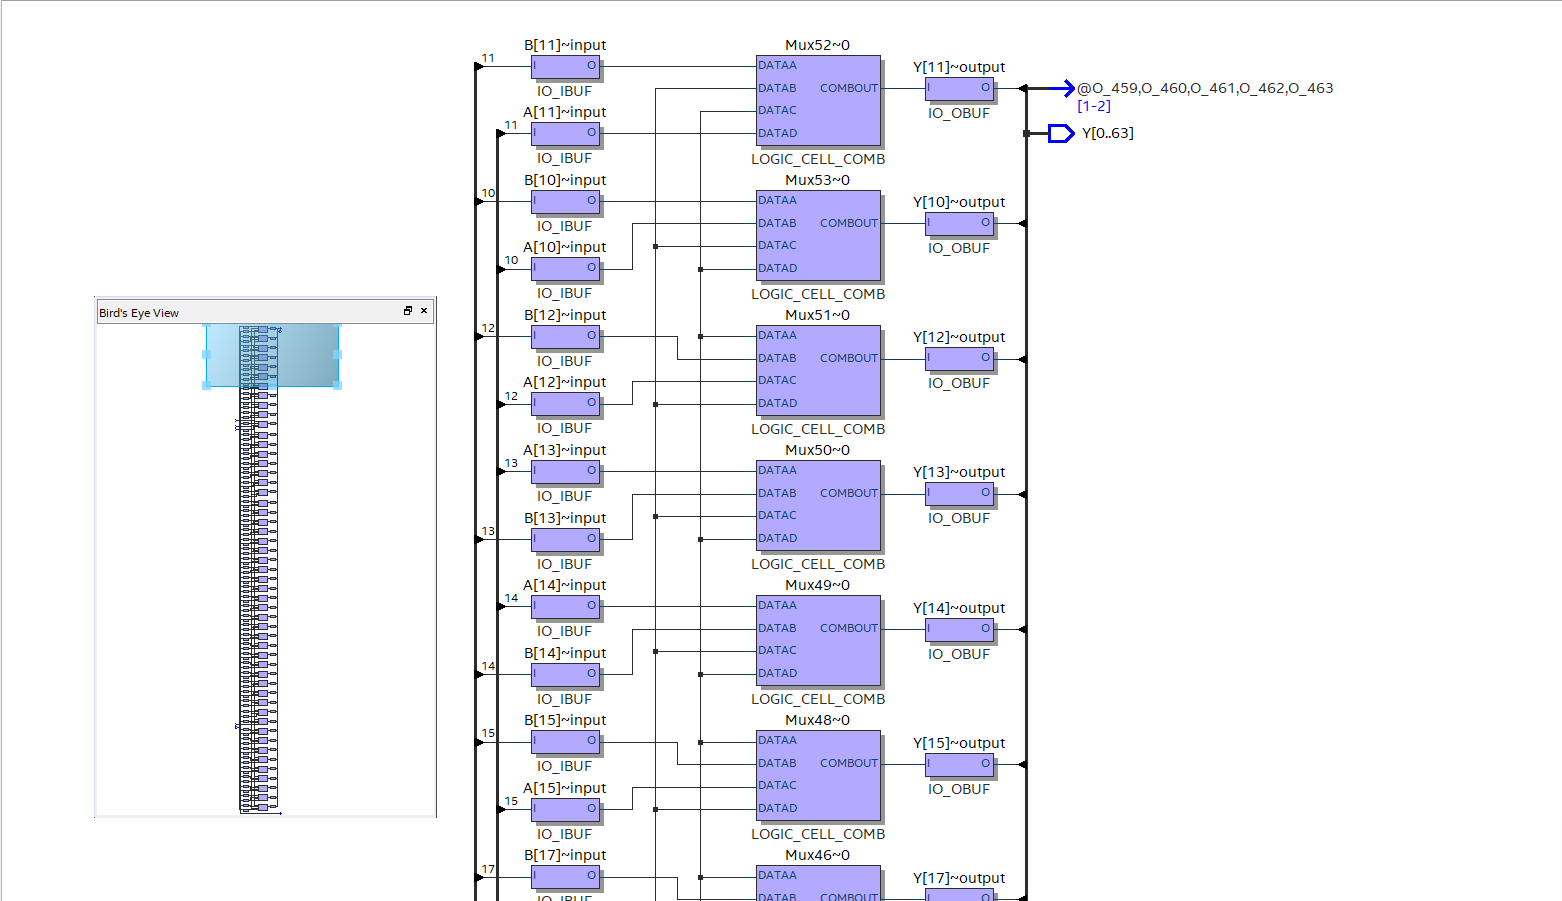 B[11]~input
Mux52~0
11
I O
DATAA
Y[11]~output
DATAB COMBOUT
I O
@O_459,O_460,O_461,O_462,O_463
IO_IBUF
[1-2]
A[11]~input
DATAC
IO_OBUF
11
I O
DATAD
Y[0..63]
IO_IBUF
LOGIC_CELL_COMB
B[10]~input
Mux53~0
10
I O
DATAA
Y[10]~output
DATAB COMBOUT
I O
IO_IBUF
A[10]~input
DATAC
IO_OBUF
10
I O
DATAD
IO_IBUF
LOGIC_CELL_COMB
Bird's Eye View
B[12]~input
Mux51~0
12
I O
DATAA
Y[12]~output
DATAB COMBOUT
I O
IO_IBUF
A[12]~input
DATAC
IO_OBUF
12
I O
DATAD
IO_IBUF
LOGIC_CELL_COMB
A[13]~input
Mux50~0
13
I O
DATAA
Y[13]~output
DATAB COMBOUT
I O
IO_IBUF
B[13]~input
DATAC
IO_OBUF
13
I O
DATAD
IO_IBUF
LOGIC_CELL_COMB
A[14]~input
Mux49~0
14
I O
DATAA
Y[14]~output
DATAB COMBOUT
I O
IO_IBUF
B[14]~input
DATAC
IO_OBUF
14
I O
DATAD
IO_IBUF
LOGIC_CELL_COMB
B[15]~input
Mux48~0
15
I O
DATAA
Y[15]~output
DATAB COMBOUT
I O
IO_IBUF
A[15]~input
DATAC
IO_OBUF
15
I O
DATAD
IO_IBUF
LOGIC_CELL_COMB
B[17]~input
Mux46~0
17
I O
DATAA
Y[17]~output
DATAB COMBOUT
I O
IO_IBUF